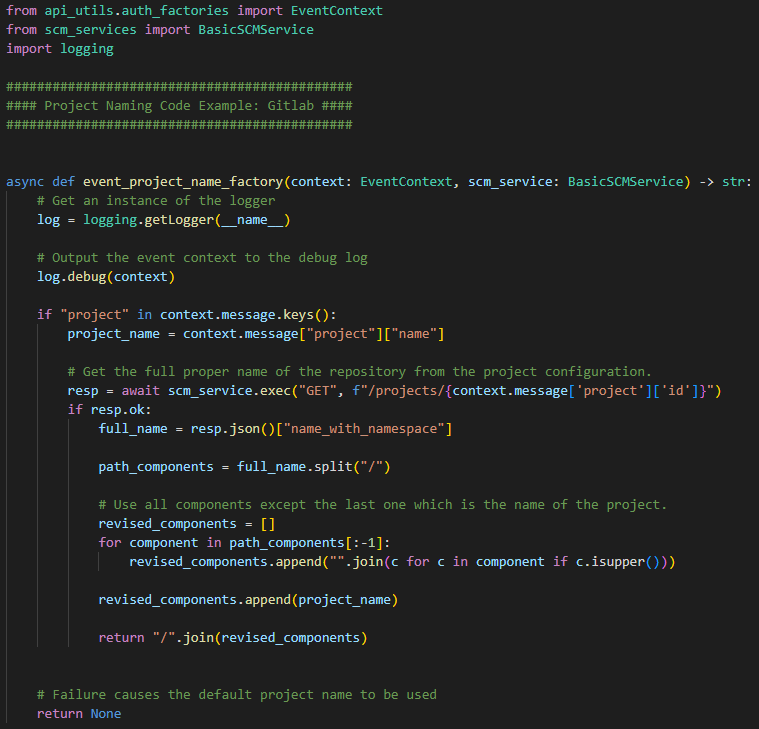 from api_utils.auth_factories import EventContext
from scm_services import BasicSCMService
import logging

#############################################
#### Project Naming Code Example: Gitlab ####
#############################################


async def event_project_name_factory(context: EventContext, scm_service: BasicSCMService) -> str:
    # Get an instance of the logger
    log = logging.getLogger(__name__)

    # Output the event context to the debug log
    log.debug(context)

    if "project" in context.message.keys():
        project_name = context.message["project"]["name"]

        # Get the full proper name of the repository from the project configuration.
        resp = await scm_service.exec("GET", f"/projects/{context.message['project']['id']}")
        if resp.ok:
            full_name = resp.json()["name_with_namespace"]

            path_components = full_name.split("/")

            # Use all components except the last one which is the name of the project.
            revised_components = []
            for component in path_components[:-1]:
                revised_components.append("".join(c for c in component if c.isupper()))

            revised_components.append(project_name)

            return "/".join(revised_components)


    # Failure causes the default project name to be used
    return None